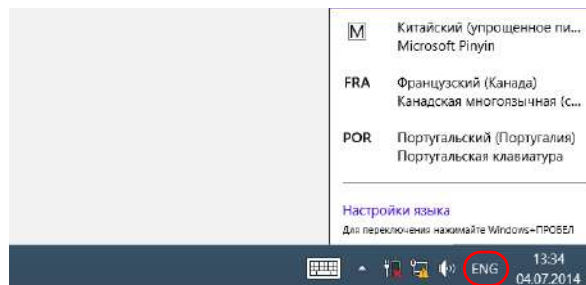 M Китайский (упрощенное пи...
Microsoft Pinyin
FRA Французский (Канада)
Канадская многоязычная (с...
POR Португальский (Португалия)
Португальская клавиатура
Настройки языка
Для переключения нажимайте Windows+ПРОБЕЛ
ENG 13:34
04.07.2014